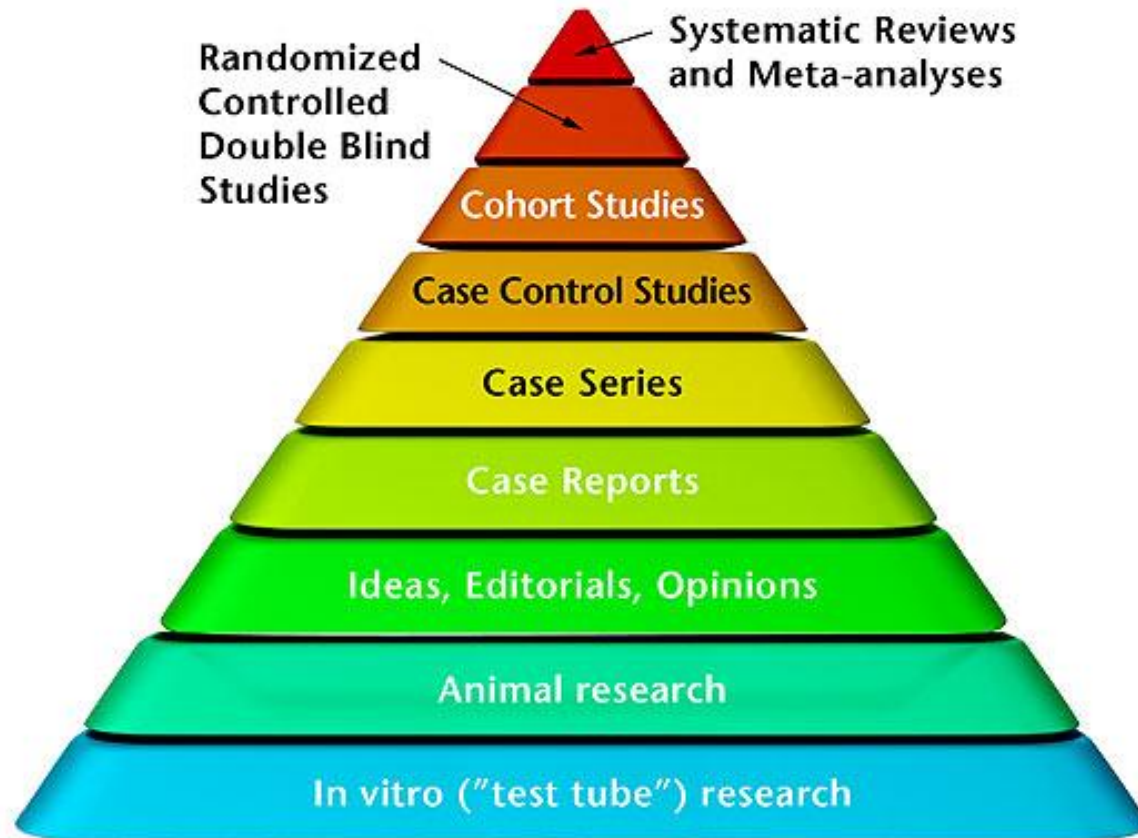 Systematic Reviews
and Meta-analyses
Randomized
Controlled
Double Blind
Studies
Cohort Studies
Case Control Studies
Case Series
Case Reports
Ideas, Editorials, Opinions
Animal research
In vitro ("test tube") research